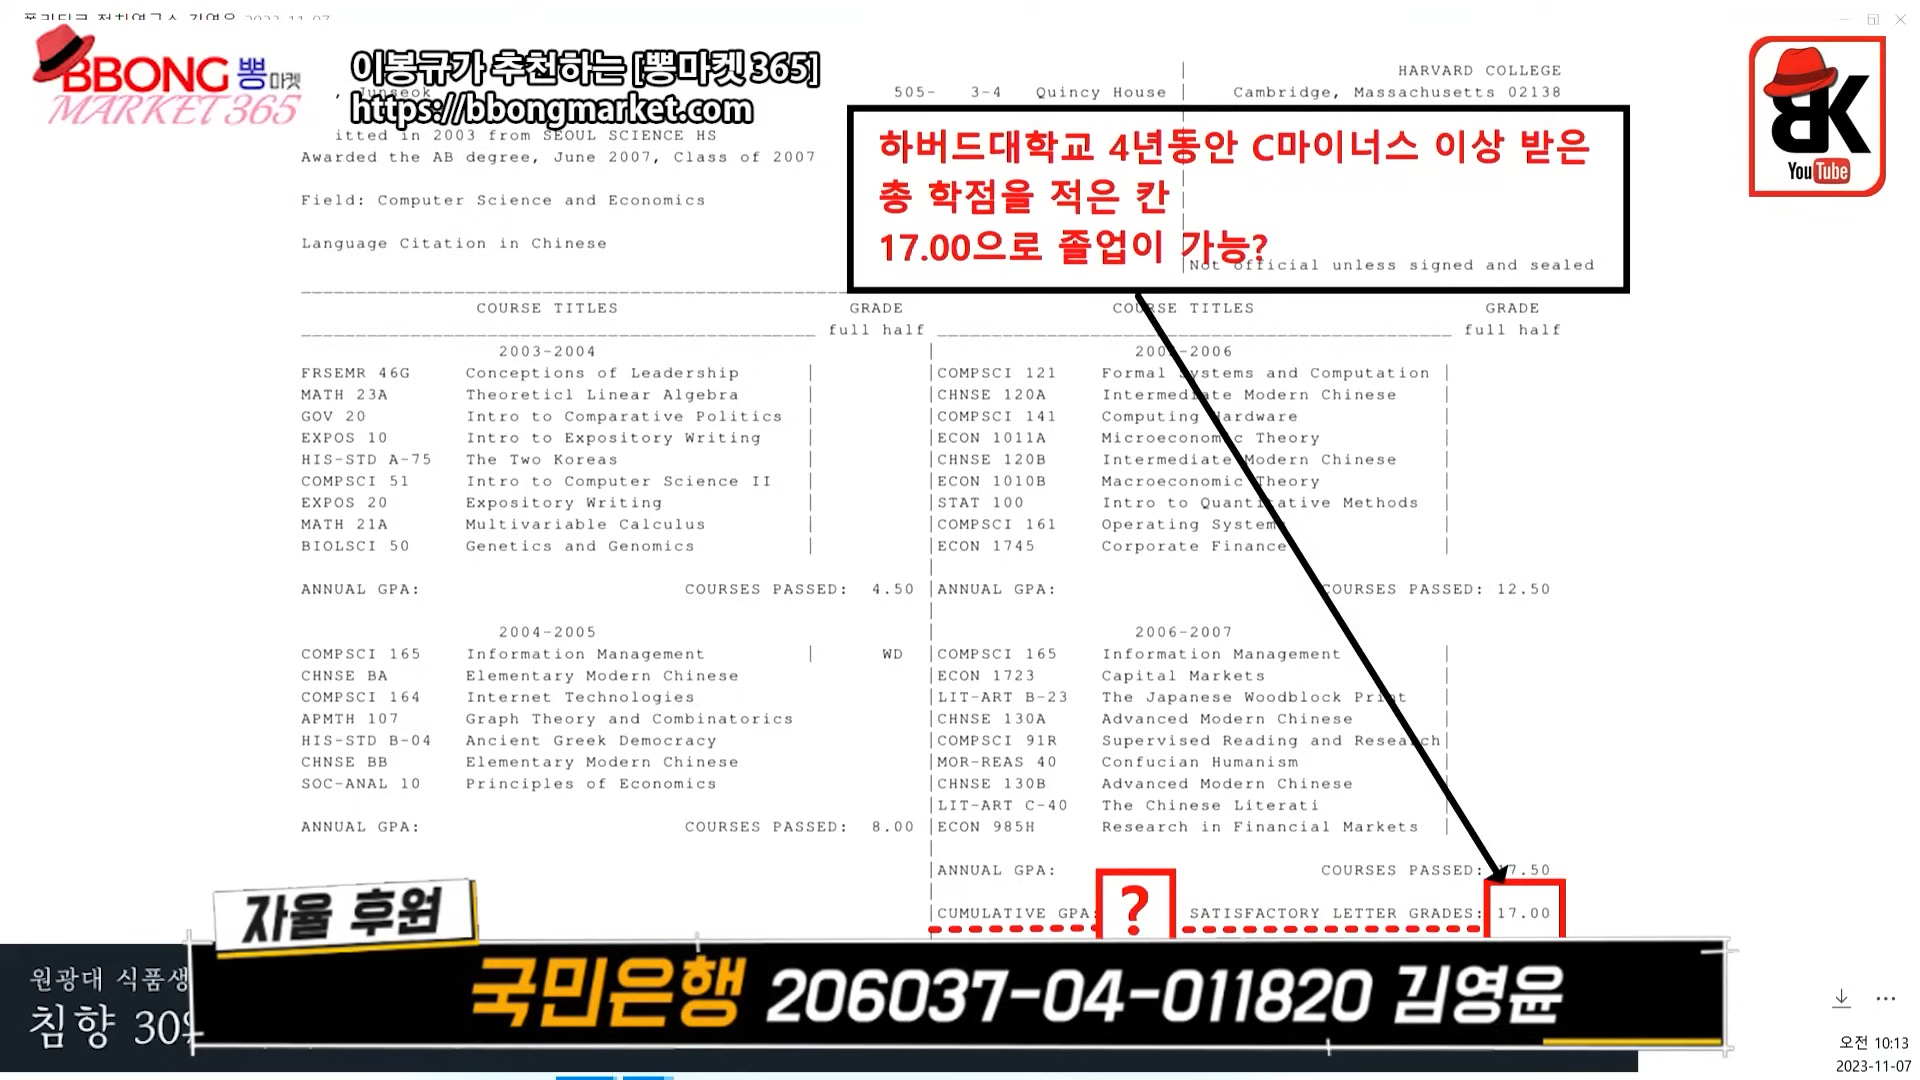 2023-11-07
BBONG 뽕마켓
MARKET 365
이봉규가 추천하는 [뽕마켓 365]
https://bbongmarket.com
BK
YouTube
, Junseok
505- 3-4 Quincy House
HARVARD COLLEGE
Cambridge, Massachusetts 02138
itted in 2003 from SEOUL SCIENCE HS
Awarded the AB degree, June 2007, Class of 2007
Field: Computer Science and Economics
Language Citation in Chinese
하버드대학교 4년동안 C마이너스 이상 받은
총 학점을 적은 칸
17.00으로 졸업이 가능?
Not official unless signed and sealed
COURSE TITLES GRADE
full half
2003-2004
FRSEMR 46G Conceptions of Leadership
MATH 23A Theoreticl Linear Algebra
GOV 20 Intro to Comparative Politics
EXPOS 10 Intro to Expository Writing
HIS-STD A-75 The Two Koreas
COMPSCI 51 Intro to Computer Science II
EXPOS 20 Expository Writing
MATH 21A Multivariable Calculus
BIOLSCI 50 Genetics and Genomics
ANNUAL GPA: COURSES PASSED: 4.50
2004-2005
COMPSCI 165 Information Management WD
CHNSE BA Elementary Modern Chinese
COMPSCI 164 Internet Technologies
APMTH 107 Graph Theory and Combinatorics
HIS-STD B-04 Ancient Greek Democracy
CHNSE BB Elementary Modern Chinese
SOC-ANAL 10 Principles of Economics
ANNUAL GPA: COURSES PASSED: 8.00
COURSE TITLES GRADE
full half
2005-2006
COMPSCI 121 Formal Systems and Computation
CHNSE 120A Intermediate Modern Chinese
COMPSCI 141 Computing Hardware
ECON 1011A Microeconomic Theory
CHNSE 120B Intermediate Modern Chinese
ECON 1010B Macroeconomic Theory
STAT 100 Intro to Quantitative Methods
COMPSCI 161 Operating Systems
ECON 1745 Corporate Finance
ANNUAL GPA: COURSES PASSED: 12.50
2006-2007
COMPSCI 165 Information Management
ECON 1723 Capital Markets
LIT-ART B-23 The Japanese Woodblock Print
CHNSE 130A Advanced Modern Chinese
COMPSCI 91R Supervised Reading and Research
MOR-REAS 40 Confucian Humanism
CHNSE 130B Advanced Modern Chinese
LIT-ART C-40 The Chinese Literati
ECON 985H Research in Financial Markets
ANNUAL GPA: COURSES PASSED: 17.50
CUMULATIVE GPA: ? SATISFACTORY LETTER GRADES: 17.00
자율 후원
국민은행 206037-04-011820 김영윤
원광대 식품생
침향 30
오전 10:13
2023-11-07